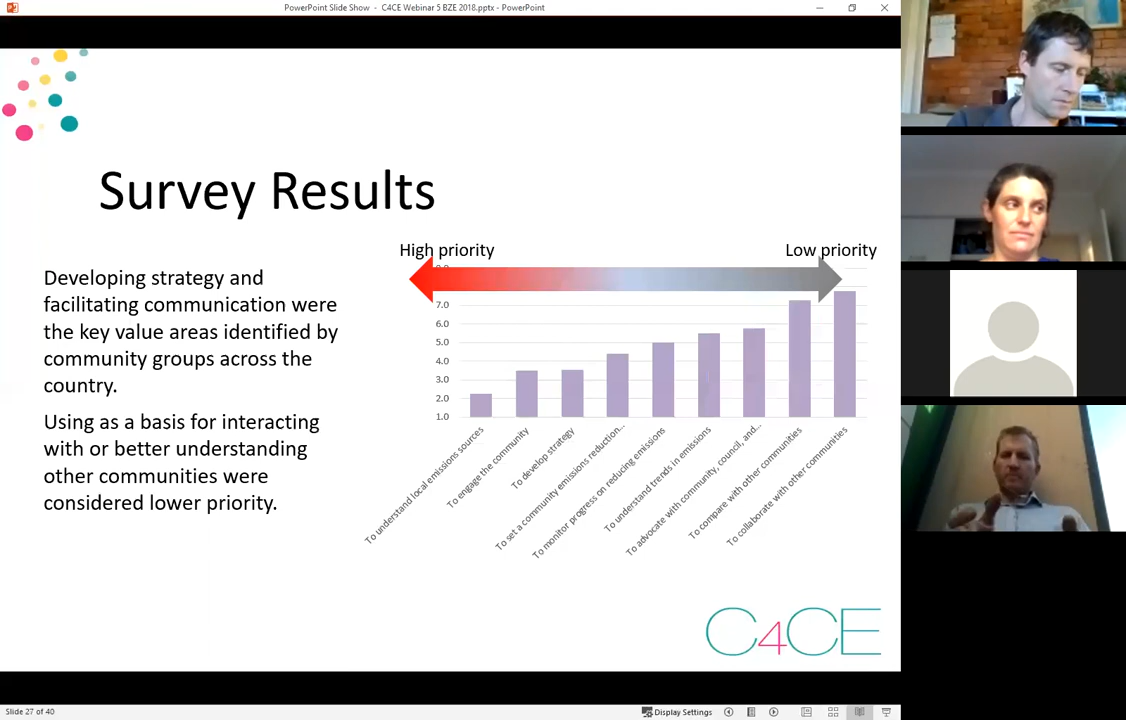 PowerPoint Slide Show - C4CE Webinar 5 BZE 2018.pptx - PowerPoint
Survey Results
Developing strategy and
facilitating communication were
the key value areas identified by
community groups across the
country.
Using as a basis for interacting
with or better understanding
other communities were
considered lower priority.
High priority
Low priority
7.0
6.0
5.0
4.0
3.0
2.0
1.0
To understand local emissions sources
To engage the community
To develop strategy
To set a community emissions reduction...
To monitor progress on reducing emissions
To understand trends in emissions
To advocate with community, council, and...
To compare with other communities
To collaborate with other communities
C4CE
Slide 27 of 40
Display Settings